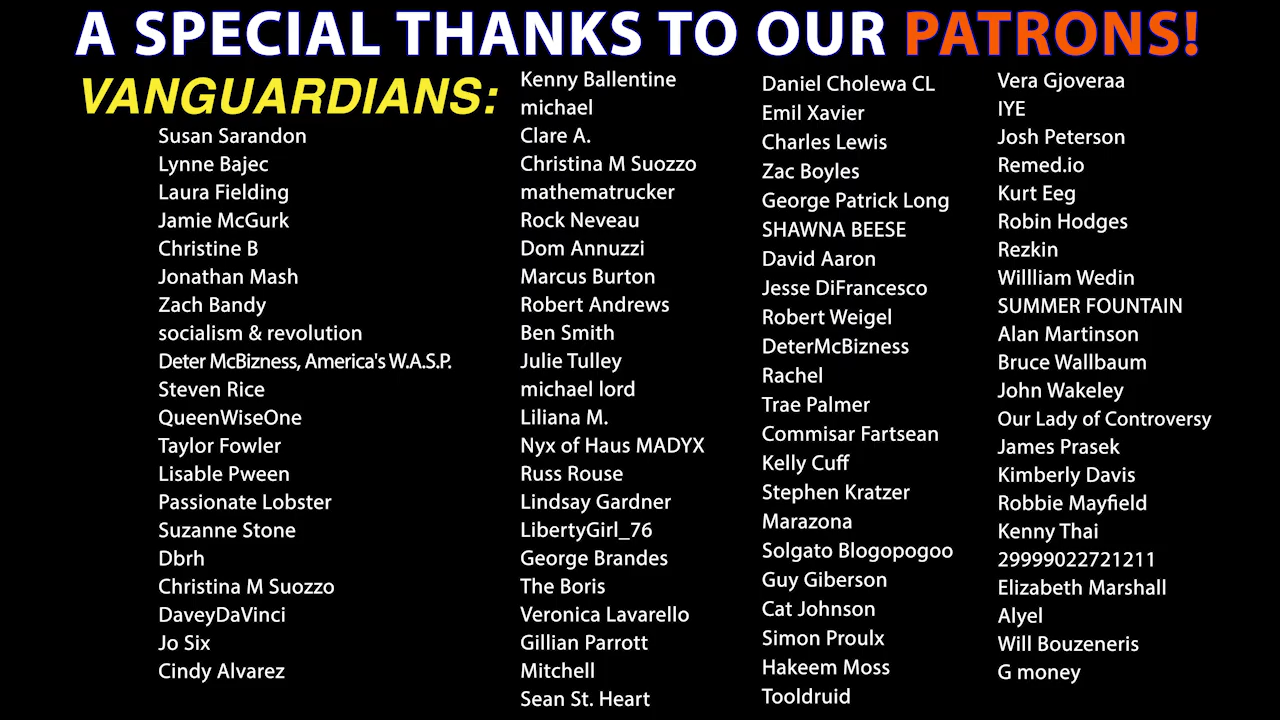 A SPECIAL THANKS TO OUR PATRONS!
VANGUARDIANS:
Susan Sarandon
Lynne Bajec
Laura Fielding
Jamie McGurk
Christine B
Jonathan Mash
Zach Bandy
socialism & revolution
Deter McBizness, America's W.A.S.P.
Steven Rice
QueenWiseOne
Taylor Fowler
Lisable Pween
Passionate Lobster
Suzanne Stone
Dbrh
Christina M Suozzo
DaveyDaVinci
Jo Six
Cindy Alvarez
Kenny Ballentine
michael
Clare A.
Christina M Suozzo
mathematrucker
Rock Neveau
Dom Annuzzi
Marcus Burton
Robert Andrews
Ben Smith
Julie Tulley
michael lord
Liliana M.
Nyx of Haus MADYX
Russ Rouse
Lindsay Gardner
LibertyGirl_76
George Brandes
The Boris
Veronica Lavarello
Gillian Parrott
Mitchell
Sean St. Heart
Daniel Cholewa CL
Emil Xavier
Charles Lewis
Zac Boyles
George Patrick Long
SHAWNA BEESE
David Aaron
Jesse DiFrancesco
Robert Weigel
DeterMcBizness
Rachel
Trae Palmer
Commisar Fartsean
Kelly Cuff
Stephen Kratzer
Marazona
Solgato Blogopogoo
Guy Giberson
Cat Johnson
Simon Proulx
Hakeem Moss
Tooldruid
Vera Gjoveraa
IYE
Josh Peterson
Remed.io
Kurt Eeg
Robin Hodges
Rezkin
Willliam Wedin
SUMMER FOUNTAIN
Alan Martinson
Bruce Wallbaum
John Wakeley
Our Lady of Controversy
James Prasek
Kimberly Davis
Robbie Mayfield
Kenny Thai
29999022721211
Elizabeth Marshall
Alyel
Will Bouzeneris
G money